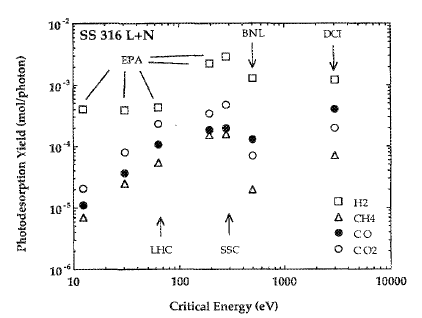 10⁻²
SS 316 L+N
BNL
DCI
EPA
10⁻³
10⁻⁴
10⁻⁵
10⁻⁶
Photodesorption Yield (mol/photon)
H2
CH4
CO
CO2
LHC
SSC
10
100
1000
10000
Critical Energy (eV)